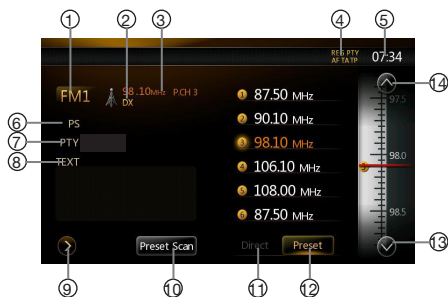 ① ② ③ ④ ⑤
REG PTY
AF TA TP
07:34
FM1 98.10MHz P.CH 3
DX
⑭
⑥ PS
⑦ PTY
⑧ TEXT
1 87.50 MHz
2 90.10 MHz
3 98.10 MHz
4 106.10 MHz
5 108.00 MHz
6 87.50 MHz
97.5
98.0
98.5
Preset Scan
Direct
Preset
⑬
⑨ ⑩ ⑪ ⑫